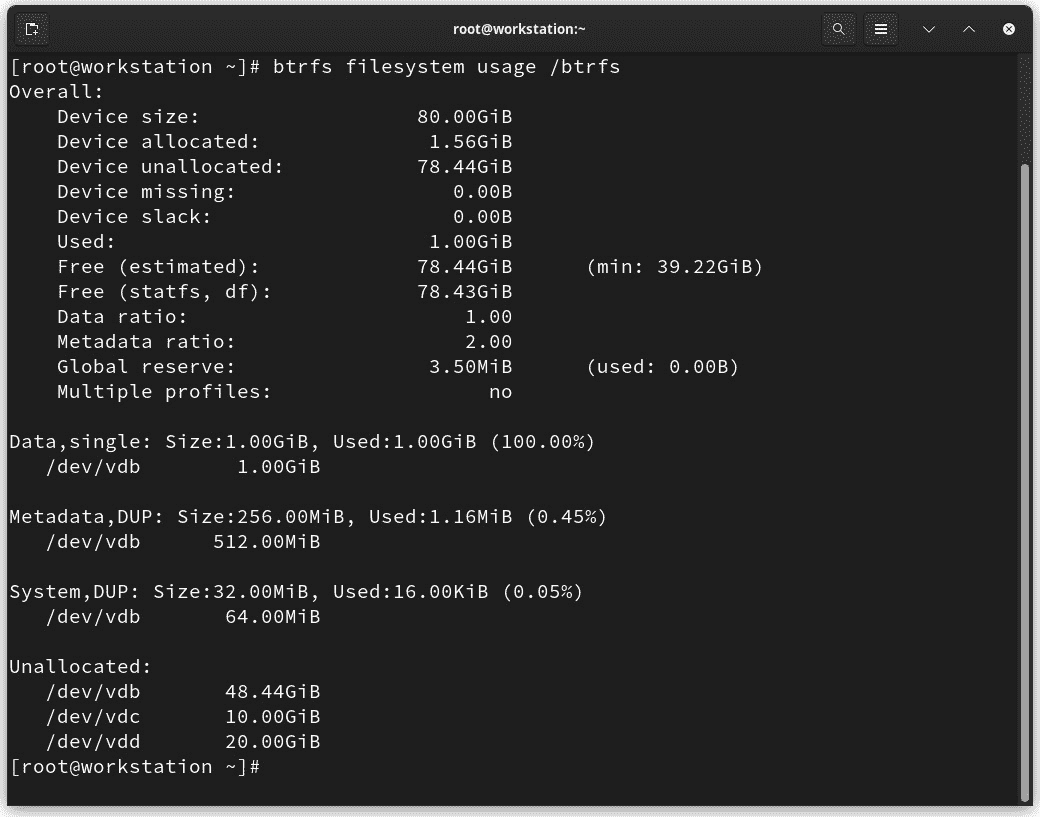 root@workstation:~
[root@workstation ~]# btrfs filesystem usage /btrfs
Overall:
    Device size:                  80.00GiB
    Device allocated:              1.56GiB
    Device unallocated:           78.44GiB
    Device missing:                  0.00B
    Device slack:                    0.00B
    Used:                          1.00GiB
    Free (estimated):             78.44GiB      (min: 39.22GiB)
    Free (statfs, df):            78.43GiB
    Data ratio:                       1.00
    Metadata ratio:                   2.00
    Global reserve:                3.50MiB      (used: 0.00B)
    Multiple profiles:                  no

Data,single: Size:1.00GiB, Used:1.00GiB (100.00%)
   /dev/vdb        1.00GiB

Metadata,DUP: Size:256.00MiB, Used:1.16MiB (0.45%)
   /dev/vdb      512.00MiB

System,DUP: Size:32.00MiB, Used:16.00KiB (0.05%)
   /dev/vdb       64.00MiB

Unallocated:
   /dev/vdb       48.44GiB
   /dev/vdc       10.00GiB
   /dev/vdd       20.00GiB
[root@workstation ~]#